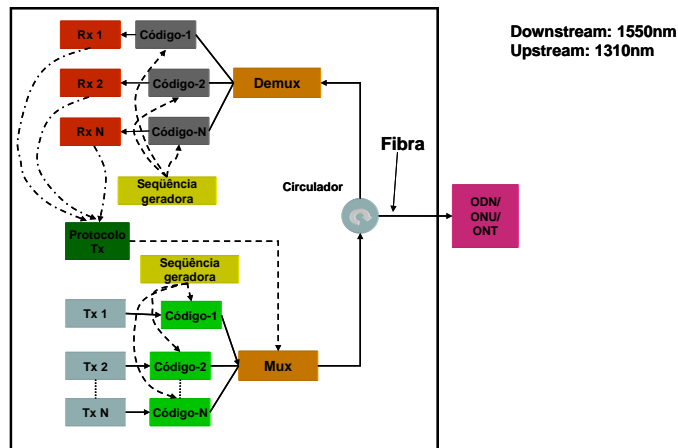 Downstream: 1550nm
Upstream: 1310nm
Rx 1
Código-1
Rx 2
Código-2
Demux
Rx N
Código-N
Fibra
Seqüência
geradora
Circulador
ODN/
ONU/
ONT
Protocolo
Tx
Seqüência
geradora
Tx 1
Código-1
Tx 2
Código-2
Mux
Tx N
Código-N